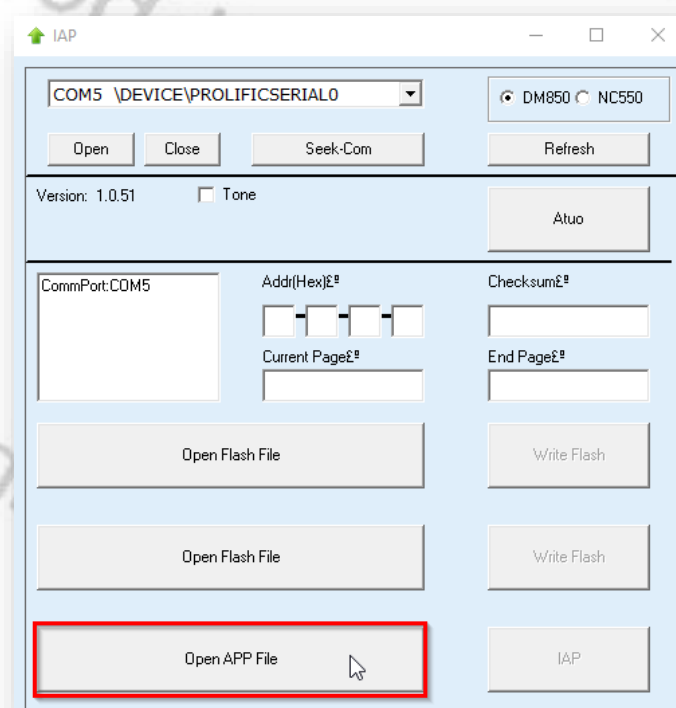 IAP
COM5 \DEVICE\PROLIFICSERIAL0
DM850 NC550
Open Close Seek-Com Refresh
Version: 1.0.51 Tone
Atuo
CommPort:COM5
Addr(Hex)£º Checksum£º
Current Page£º End Page£º
Open Flash File Write Flash
Open Flash File Write Flash
Open APP File IAP